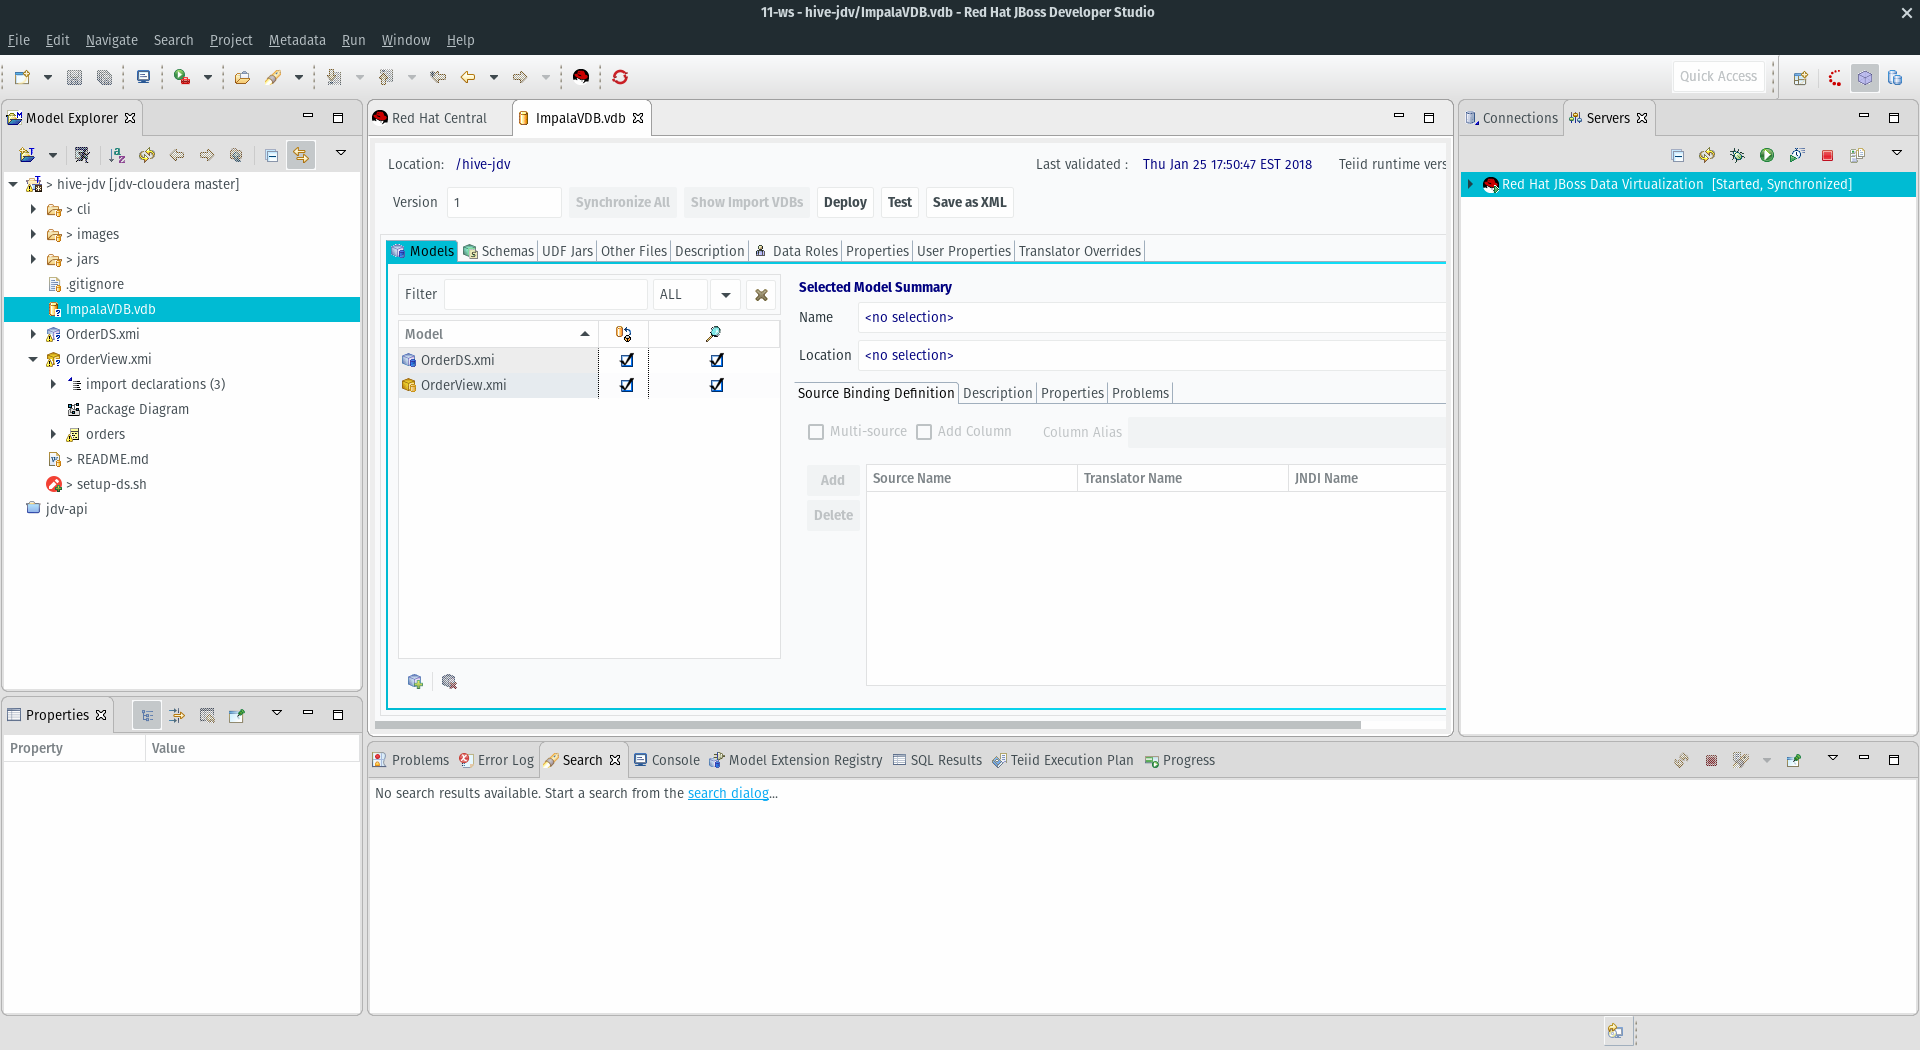 11-ws - hive-jdv/ImpalaVDB.vdb - Red Hat JBoss Developer Studio
File Edit Navigate Search Project Metadata Run Window Help
Quick Access
Model Explorer
> hive-jdv [jdv-cloudera master]
> cli
> images
> jars
.gitignore
ImpalaVDB.vdb
OrderDS.xmi
OrderView.xmi
import declarations (3)
Package Diagram
orders
> README.md
> setup-ds.sh
jdv-api
Properties
Property Value
Red Hat Central ImpalaVDB.vdb
Location: /hive-jdv Last validated : Thu Jan 25 17:50:47 EST 2018 Teiid runtime vers
Version 1 Synchronize All Show Import VDBs Deploy Test Save as XML
Models Schemas UDF Jars Other Files Description Data Roles Properties User Properties Translator Overrides
Filter ALL
Model
OrderDS.xmi
OrderView.xmi
Selected Model Summary
Name <no selection>
Location <no selection>
Source Binding Definition Description Properties Problems
Multi-source Add Column Column Alias
Add
Delete
Source Name Translator Name JNDI Name
Connections Servers
Red Hat JBoss Data Virtualization [Started, Synchronized]
Problems Error Log Search Console Model Extension Registry SQL Results Teiid Execution Plan Progress
No search results available. Start a search from the search dialog...